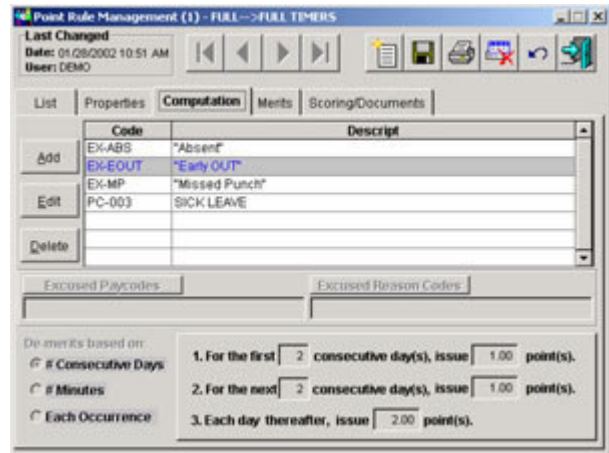 Point Rule Management (1) - FULL-->FULL TIMERS
Last Changed
Date: 01/28/2002 10:51 AM
User: DEMO
List Properties Computation Merits Scoring/Documents
Code Descript
Add
EX-ABS "Absent"
EX-EOUT "Early OUT"
EX-MP "Missed Punch"
Edit
PC-003 SICK LEAVE
Delete
Excused Paycodes Excused Reason Codes
De-merits based on:
# Consecutive Days
# Minutes
Each Occurrence
1. For the first 2 consecutive day(s), issue 1.00 point(s).
2. For the next 2 consecutive day(s), issue 1.00 point(s).
3. Each day thereafter, issue 2.00 point(s).